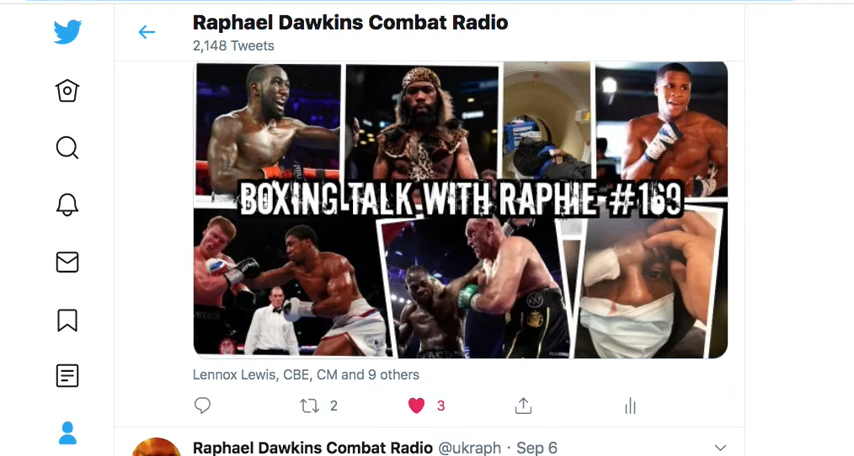 Raphael Dawkins Combat Radio
2,148 Tweets
BOXING TALK WITH RAPHIE #169
Lennox Lewis, CBE, CM and 9 others
2
3
Raphael Dawkins Combat Radio @ukraph · Sep 6